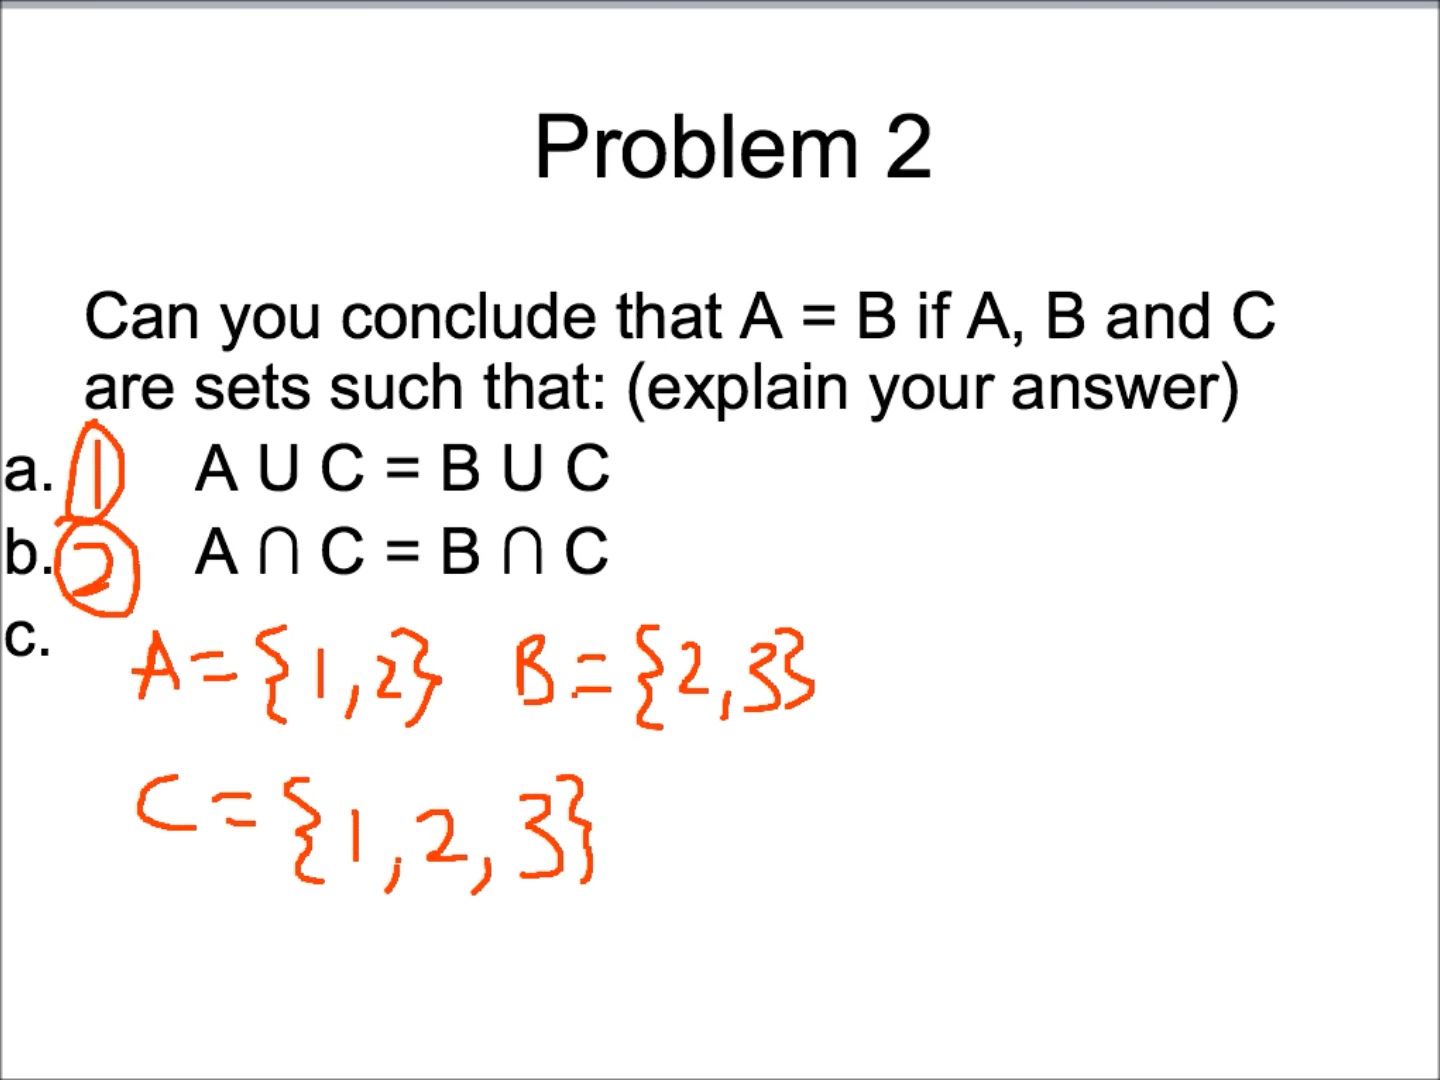 Problem 2
Can you conclude that A = B if A, B and C
are sets such that: (explain your answer)
a. 1 A U C = B U C
b. 2 A ∩ C = B ∩ C
c.
A = {1,2} B = {2,3}
C = {1,2,3}